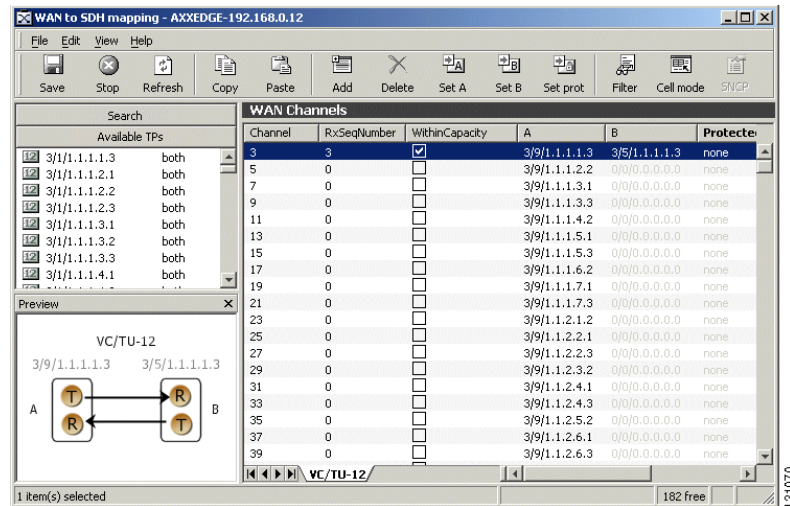 WAN to SDH mapping - AXXEDGE-192.168.0.12
File Edit View Help
Save Stop Refresh Copy Paste Add Delete Set A Set B Set prot Filter Cell mode SNCP
Search
Available TPs
3/1/1.1.1.1.3 both
3/1/1.1.1.2.1 both
3/1/1.1.1.2.2 both
3/1/1.1.1.2.3 both
3/1/1.1.1.3.1 both
3/1/1.1.1.3.2 both
3/1/1.1.1.3.3 both
3/1/1.1.1.4.1 both
Preview
VC/TU-12
3/9/1.1.1.1.3 3/5/1.1.1.1.3
A T R B
R T
WAN Channels
Channel RxSeqNumber WithinCapacity A B Protected
3 3 3/9/1.1.1.1.3 3/5/1.1.1.1.3 none
5 0 3/9/1.1.1.2.2 0/0/0.0.0.0.0 none
7 0 3/9/1.1.1.3.1 0/0/0.0.0.0.0 none
9 0 3/9/1.1.1.3.3 0/0/0.0.0.0.0 none
11 0 3/9/1.1.1.4.2 0/0/0.0.0.0.0 none
13 0 3/9/1.1.1.5.1 0/0/0.0.0.0.0 none
15 0 3/9/1.1.1.5.3 0/0/0.0.0.0.0 none
17 0 3/9/1.1.1.6.2 0/0/0.0.0.0.0 none
19 0 3/9/1.1.1.7.1 0/0/0.0.0.0.0 none
21 0 3/9/1.1.1.7.3 0/0/0.0.0.0.0 none
23 0 3/9/1.1.2.1.2 0/0/0.0.0.0.0 none
25 0 3/9/1.1.2.2.1 0/0/0.0.0.0.0 none
27 0 3/9/1.1.2.2.3 0/0/0.0.0.0.0 none
29 0 3/9/1.1.2.3.2 0/0/0.0.0.0.0 none
31 0 3/9/1.1.2.4.1 0/0/0.0.0.0.0 none
33 0 3/9/1.1.2.4.3 0/0/0.0.0.0.0 none
35 0 3/9/1.1.2.5.2 0/0/0.0.0.0.0 none
37 0 3/9/1.1.2.6.1 0/0/0.0.0.0.0 none
39 0 3/9/1.1.2.6.3 0/0/0.0.0.0.0 none
VC/TU-12
1 item(s) selected
182 free
121070